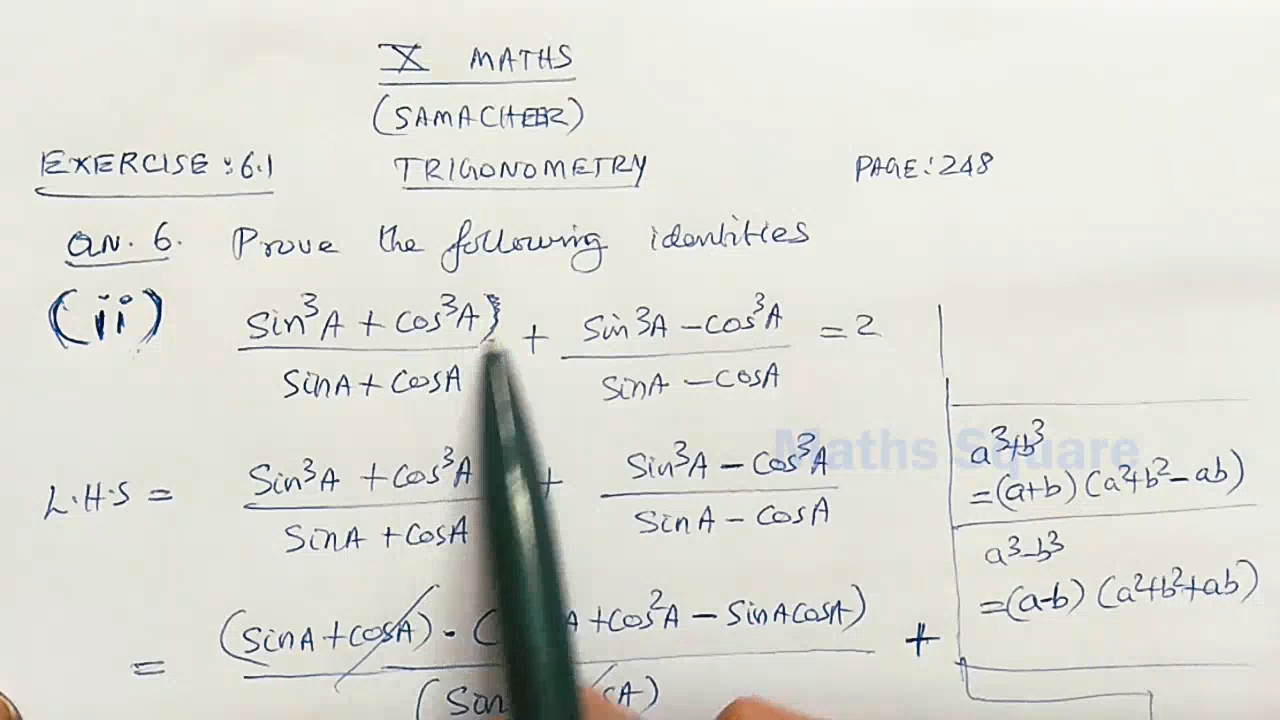 X MATHS
(SAMACHEER)
EXERCISE: 6.1 TRIGONOMETRY PAGE: 248
QN. 6. Prove the following identities
(ii) Sin³A + Cos³A / SinA + CosA + Sin³A - Cos³A / SinA - CosA = 2
Maths Square
L.H.S = Sin³A + Cos³A / SinA + CosA + Sin³A - Cos³A / SinA - CosA
= (SinA + CosA) - ( A + Cos²A - SinA CosA) / (Sin A) +
a³+b³
= (a+b) (a²+b²-ab)
a³-b³
= (a-b) (a²+b²+ab)